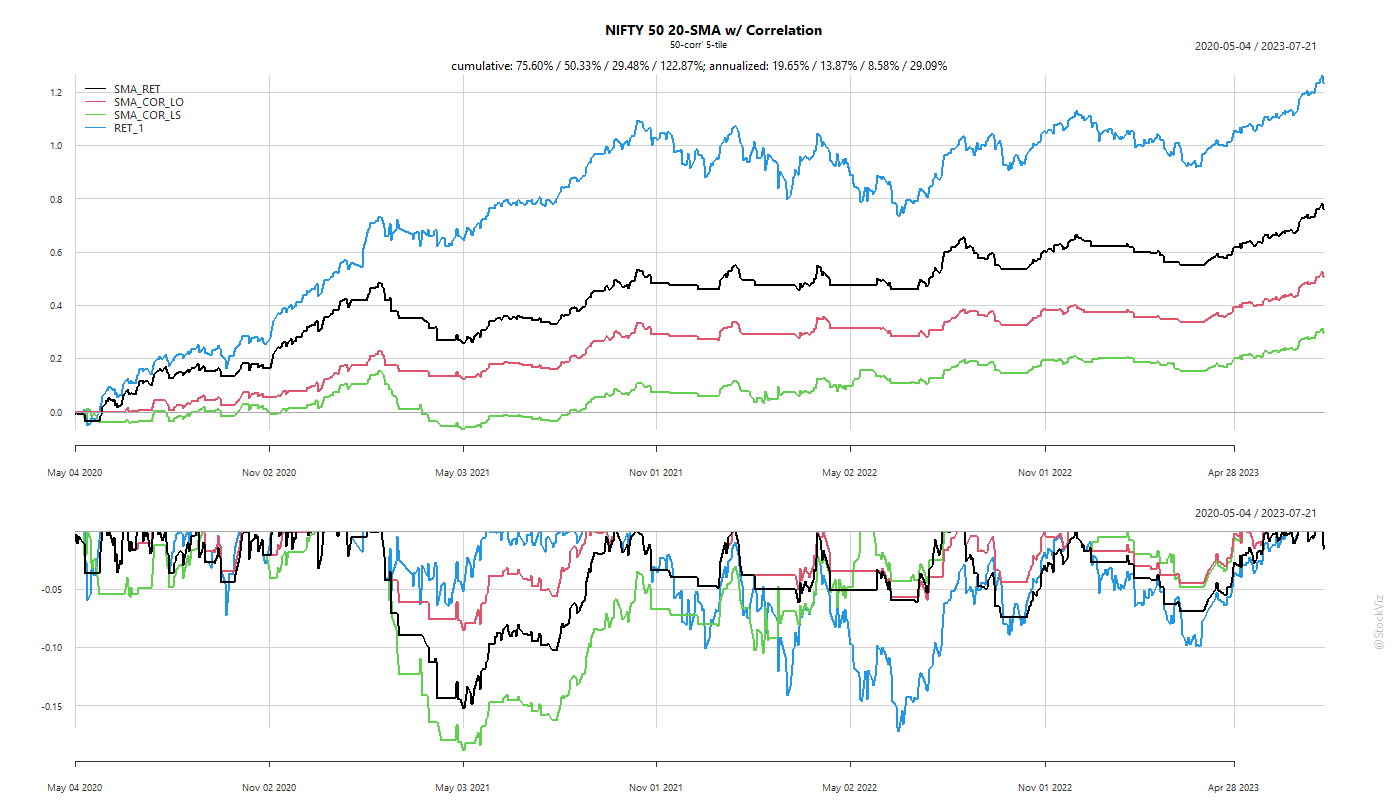 NIFTY 50 20-SMA w/ Correlation
50-corr' 5-tile
2020-05-04 / 2023-07-21
cumulative: 75.60% / 50.33% / 29.48% / 122.87%; annualized: 19.65% / 13.87% / 8.58% / 29.09%
SMA_RET
SMA_COR_LO
SMA_COR_LS
RET_1
1.2
1.0
0.8
0.6
0.4
0.2
0.0
May 04 2020 Nov 02 2020 May 03 2021 Nov 01 2021 May 02 2022 Nov 01 2022 Apr 28 2023
2020-05-04 / 2023-07-21
-0.05
-0.10
-0.15
May 04 2020 Nov 02 2020 May 03 2021 Nov 01 2021 May 02 2022 Nov 01 2022 Apr 28 2023
@StockViz